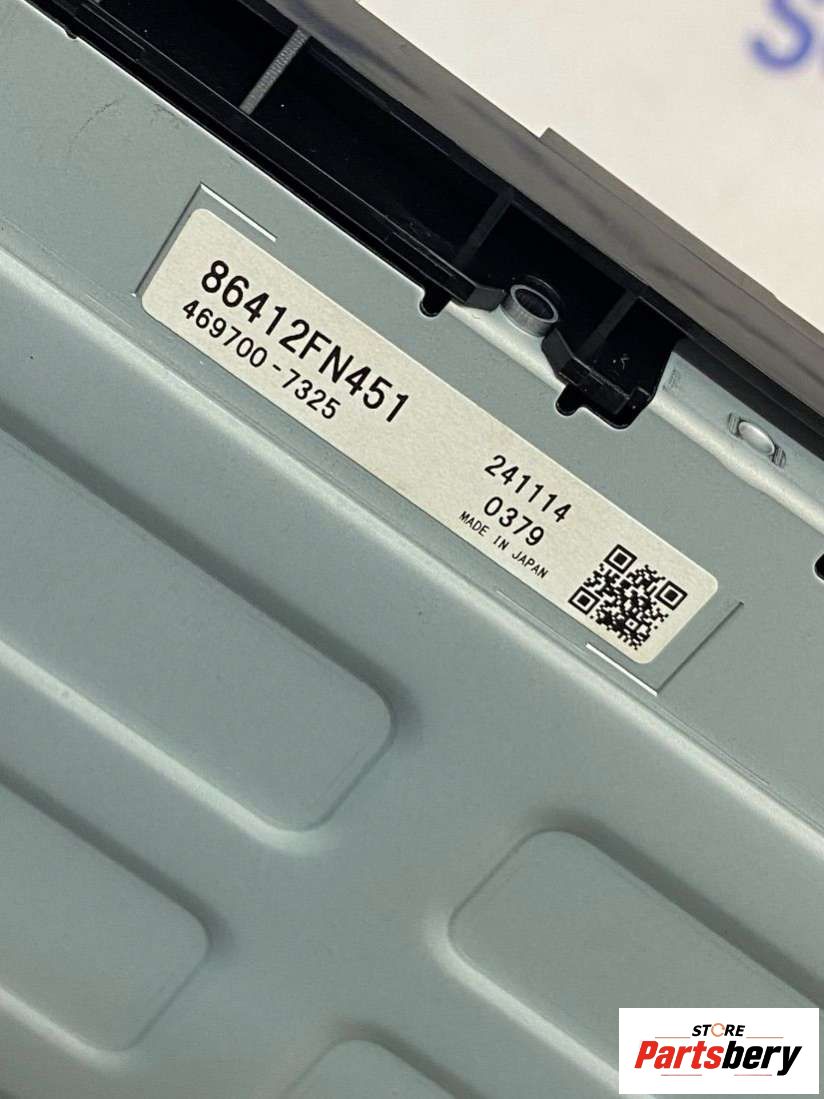 86412FN451
469700-7325
241114
0379
MADE IN JAPAN
STORE
Partsbery